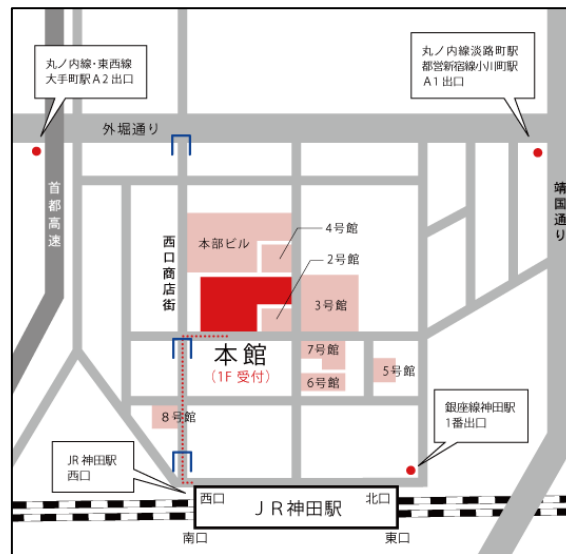 丸ノ内線・東西線
大手町駅A2出口
丸ノ内線淡路町駅
都営新宿線小川町駅
A1出口
外堀通り
首都高速
靖国通り
西口商店街
本部ビル
4号館
2号館
3号館
本館
(1F 受付)
7号館
6号館
5号館
8号館
銀座線神田駅
1番出口
JR神田駅
西口
西口
北口
JR神田駅
南口
東口